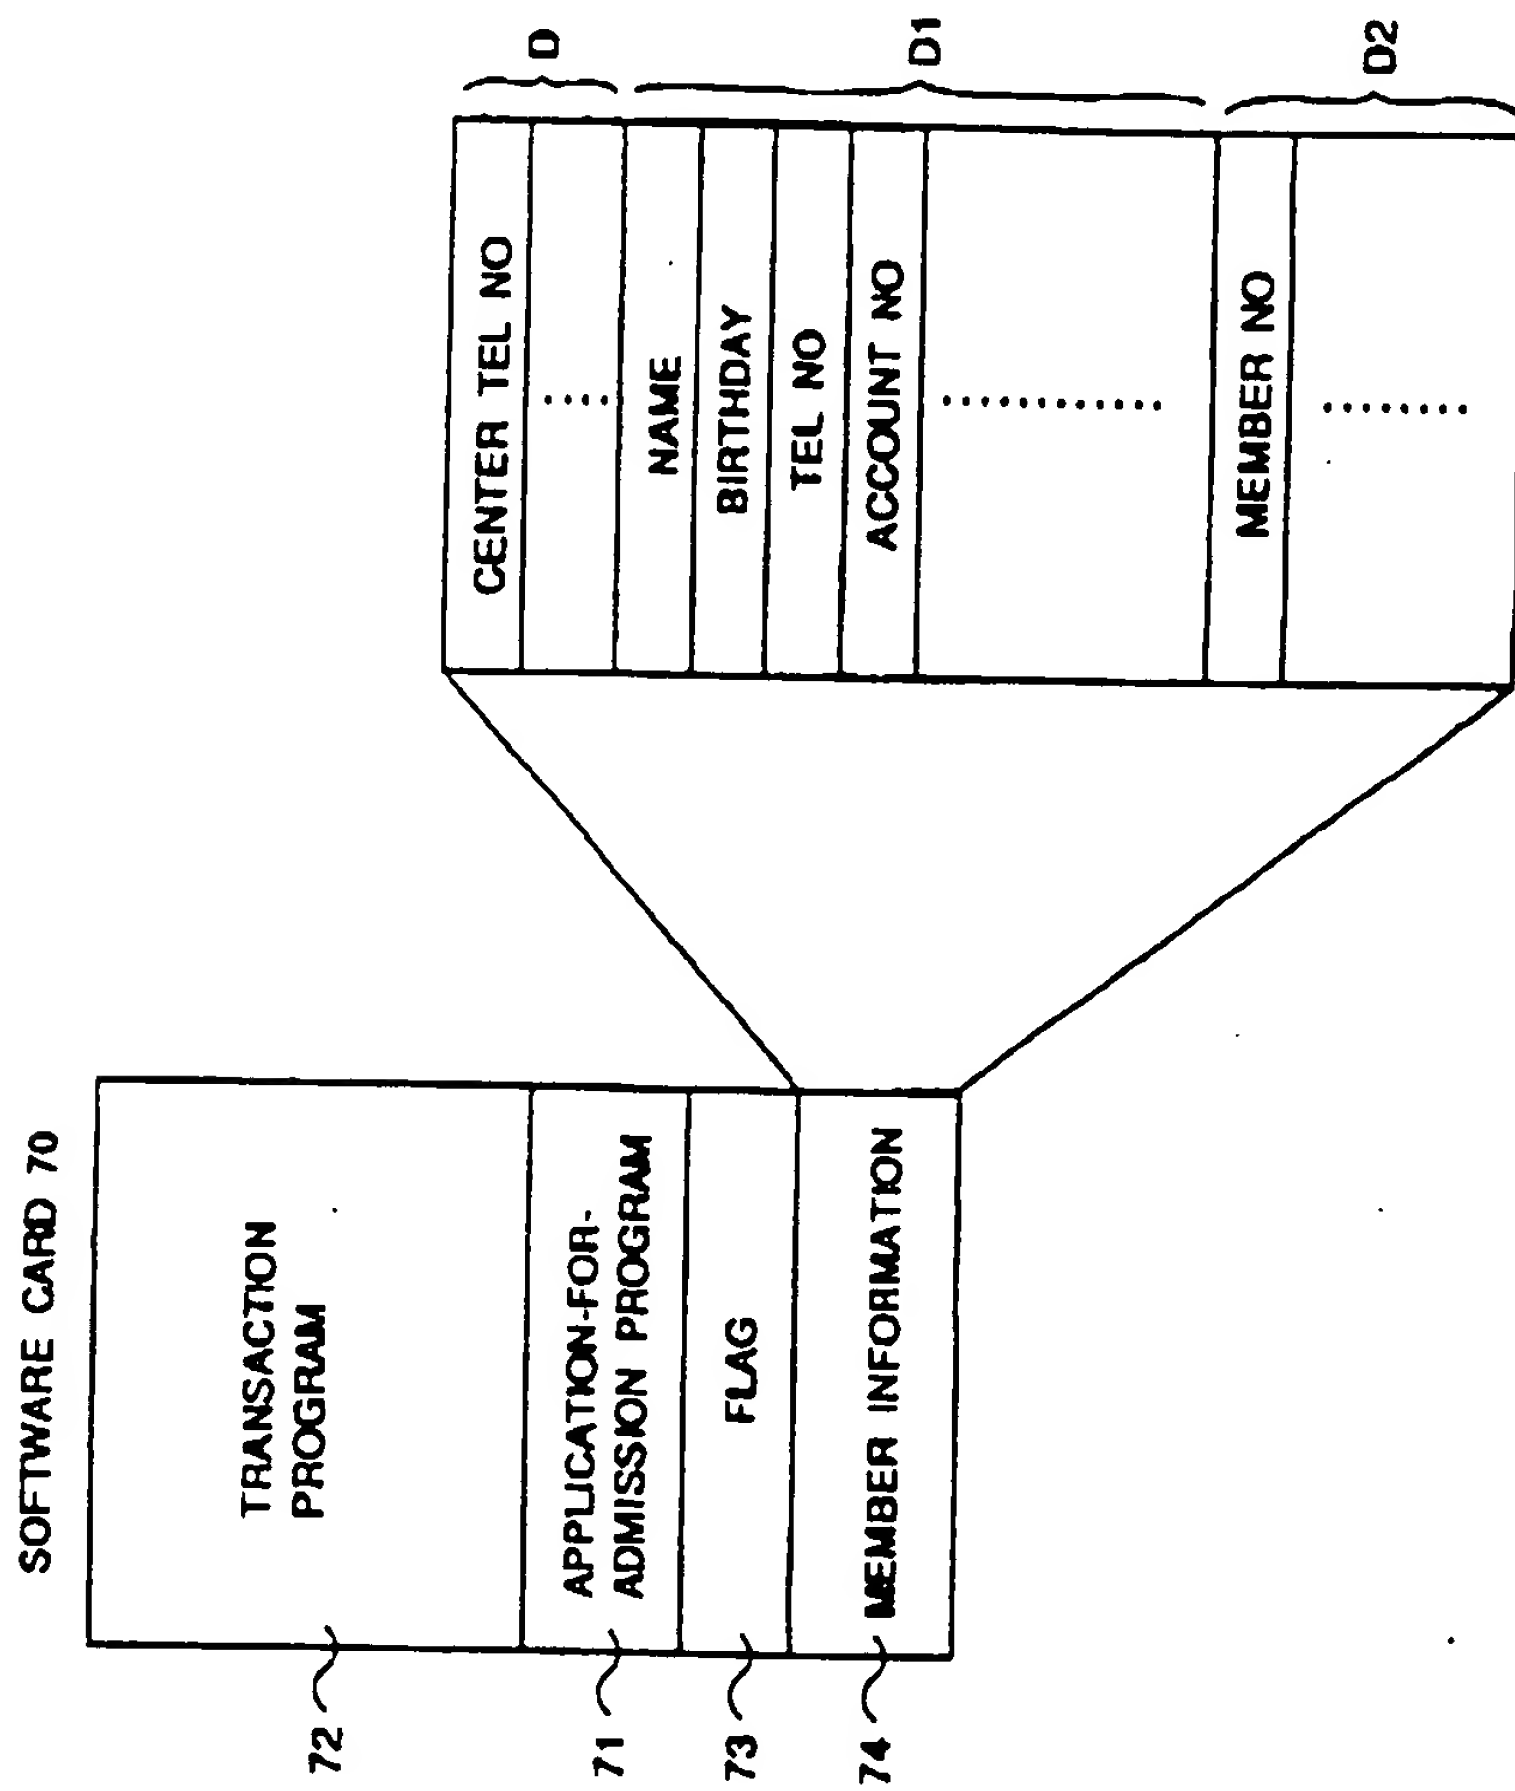 SOFTWARE CARD 70
72
TRANSACTION
PROGRAM
71
APPLICATION-FOR-
ADMISSION PROGRAM
73
FLAG
74
MEMBER INFORMATION
CENTER TEL NO
D
NAME
BIRTHDAY
TEL NO
ACCOUNT NO
D1
MEMBER NO
D2